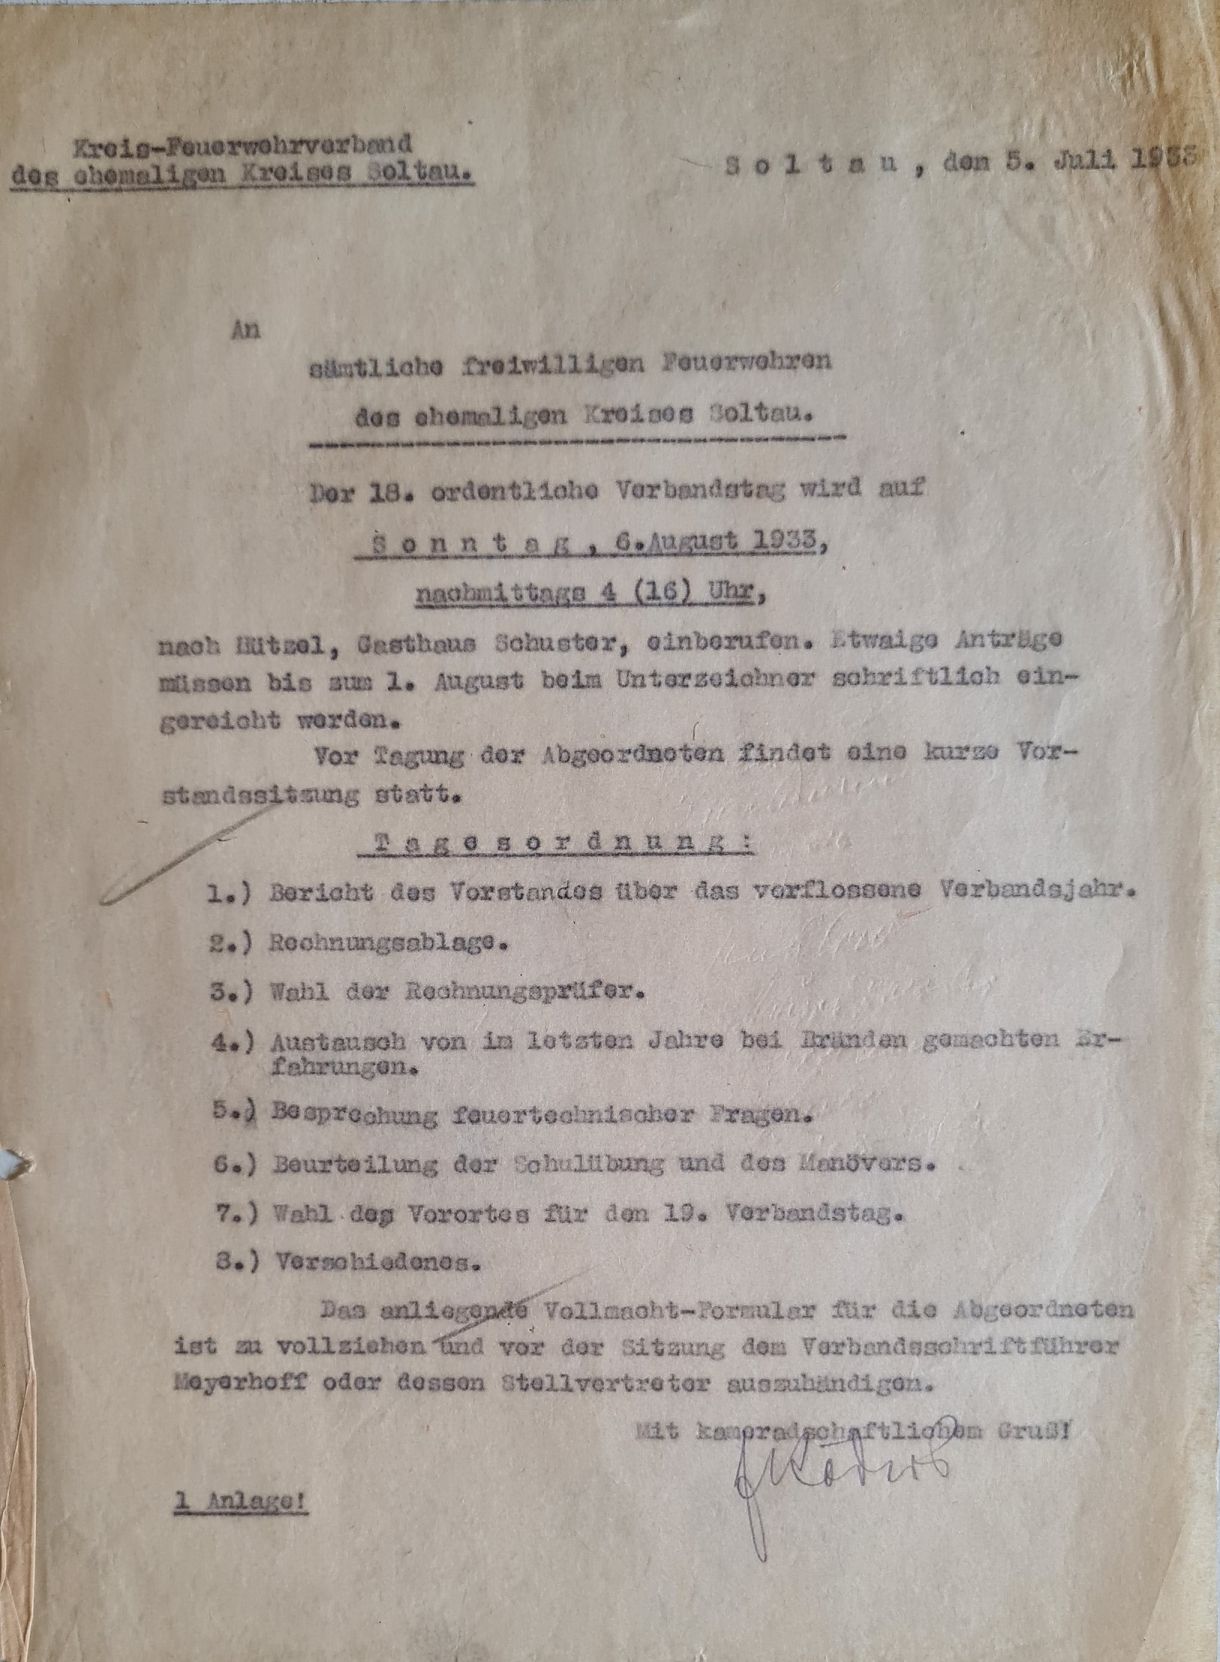 Kreis-Feuerwehrverband
des ehemaligen Kreises Soltau.
Soltau, den 5. Juli 1933
An
sämtliche freiwilligen Feuerwehren
des ehemaligen Kreises Soltau.
Der 18. ordentliche Verbandstag wird auf
Sonntag, 6.August 1933,
nachmittags 4 (16) Uhr,
nach Hützel, Gasthaus Schuster, einberufen. Etwaige Anträge
müssen bis zum 1. August beim Unterzeichner schriftlich ein-
gereicht werden.
Vor Tagung der Abgeordneten findet eine kurze Vor-
standssitzung statt.
Tagesordnung:
1.) Bericht des Vorstandes über das verflossene Verbandsjahr.
2.) Rechnungsablage.
3.) Wahl der Rechnungsprüfer.
4.) Austausch von im letzten Jahre bei Bränden gemachten Er-
fahrungen.
5.) Besprechung feuertechnischer Fragen.
6.) Beurteilung der Schulübung und des Manövers.
7.) Wahl des Vorortes für den 19. Verbandstag.
8.) Verschiedenes.
Das anliegende Vollmacht-Formular für die Abgeordneten
ist zu vollziehen und vor der Sitzung dem Verbandsschriftführer
Meyerhoff oder dessen Stellvertreter auszuhändigen.
Mit kameradschaftlichem Gruß!
1 Anlage!